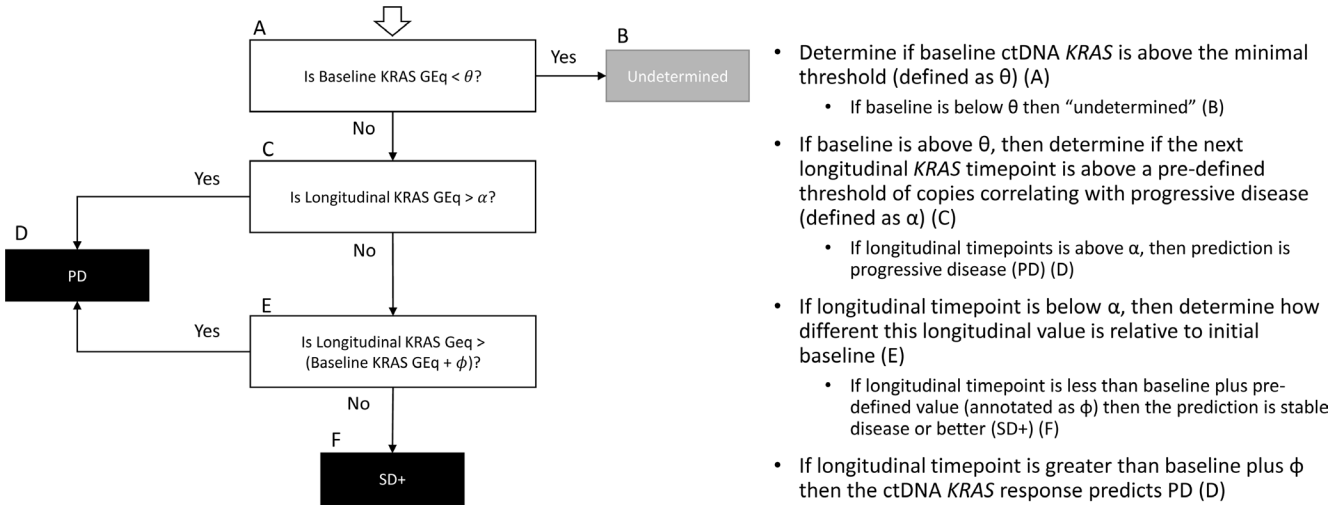 A
Is Baseline KRAS GEq < θ?
Yes
B
Undetermined
No
C
Is Longitudinal KRAS GEq > α?
Yes
No
D
PD
E
Is Longitudinal KRAS Geq >
(Baseline KRAS GEq + ϕ)?
Yes
No
F
SD+
• Determine if baseline ctDNA KRAS is above the minimal
threshold (defined as θ) (A)
• If baseline is below θ then “undetermined” (B)
• If baseline is above θ, then determine if the next
longitudinal KRAS timepoint is above a pre-defined
threshold of copies correlating with progressive disease
(defined as α) (C)
• If longitudinal timepoints is above α, then prediction is
progressive disease (PD) (D)
• If longitudinal timepoint is below α, then determine how
different this longitudinal value is relative to initial
baseline (E)
• If longitudinal timepoint is less than baseline plus pre-
defined value (annotated as ϕ) then the prediction is stable
disease or better (SD+) (F)
• If longitudinal timepoint is greater than baseline plus ϕ
then the ctDNA KRAS response predicts PD (D)